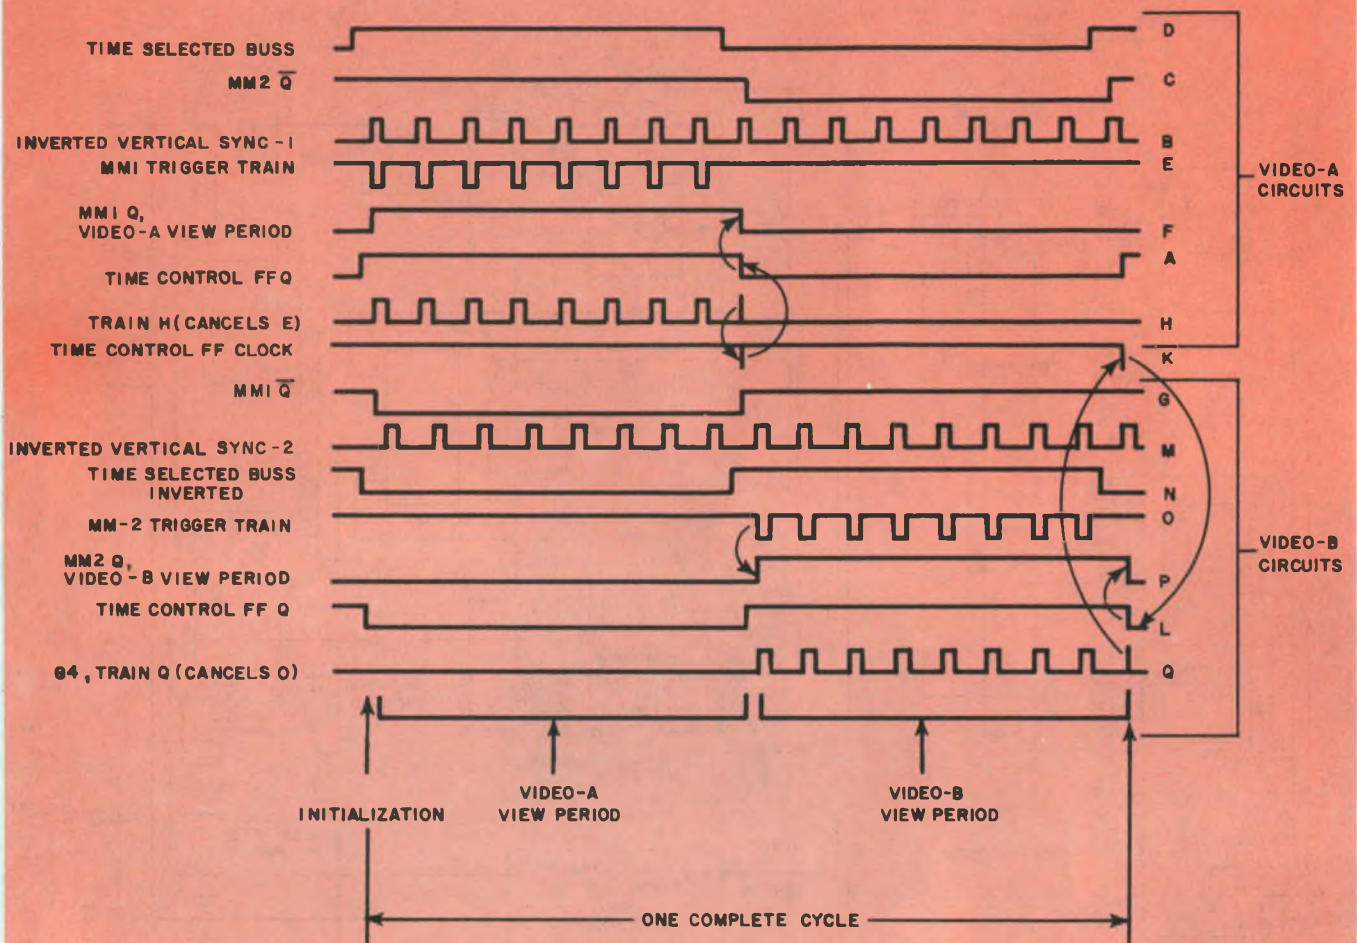 TIME SELECTED BUSS D
MM2 Q̅ C
INVERTED VERTICAL SYNC-1 B
MM1 TRIGGER TRAIN E
VIDEO-A
CIRCUITS
MM1 Q,
VIDEO-A VIEW PERIOD F
TIME CONTROL FFQ A
TRAIN H (CANCELS E) H
TIME CONTROL FF CLOCK K̅
MM1 Q̅ G
INVERTED VERTICAL SYNC-2 M
TIME SELECTED BUSS
INVERTED N
MM-2 TRIGGER TRAIN O
VIDEO-B
CIRCUITS
MM2 Q,
VIDEO-B VIEW PERIOD P
TIME CONTROL FF Q L
G4, TRAIN Q (CANCELS O) Q
INITIALIZATION
VIDEO-A
VIEW PERIOD
VIDEO-B
VIEW PERIOD
ONE COMPLETE CYCLE